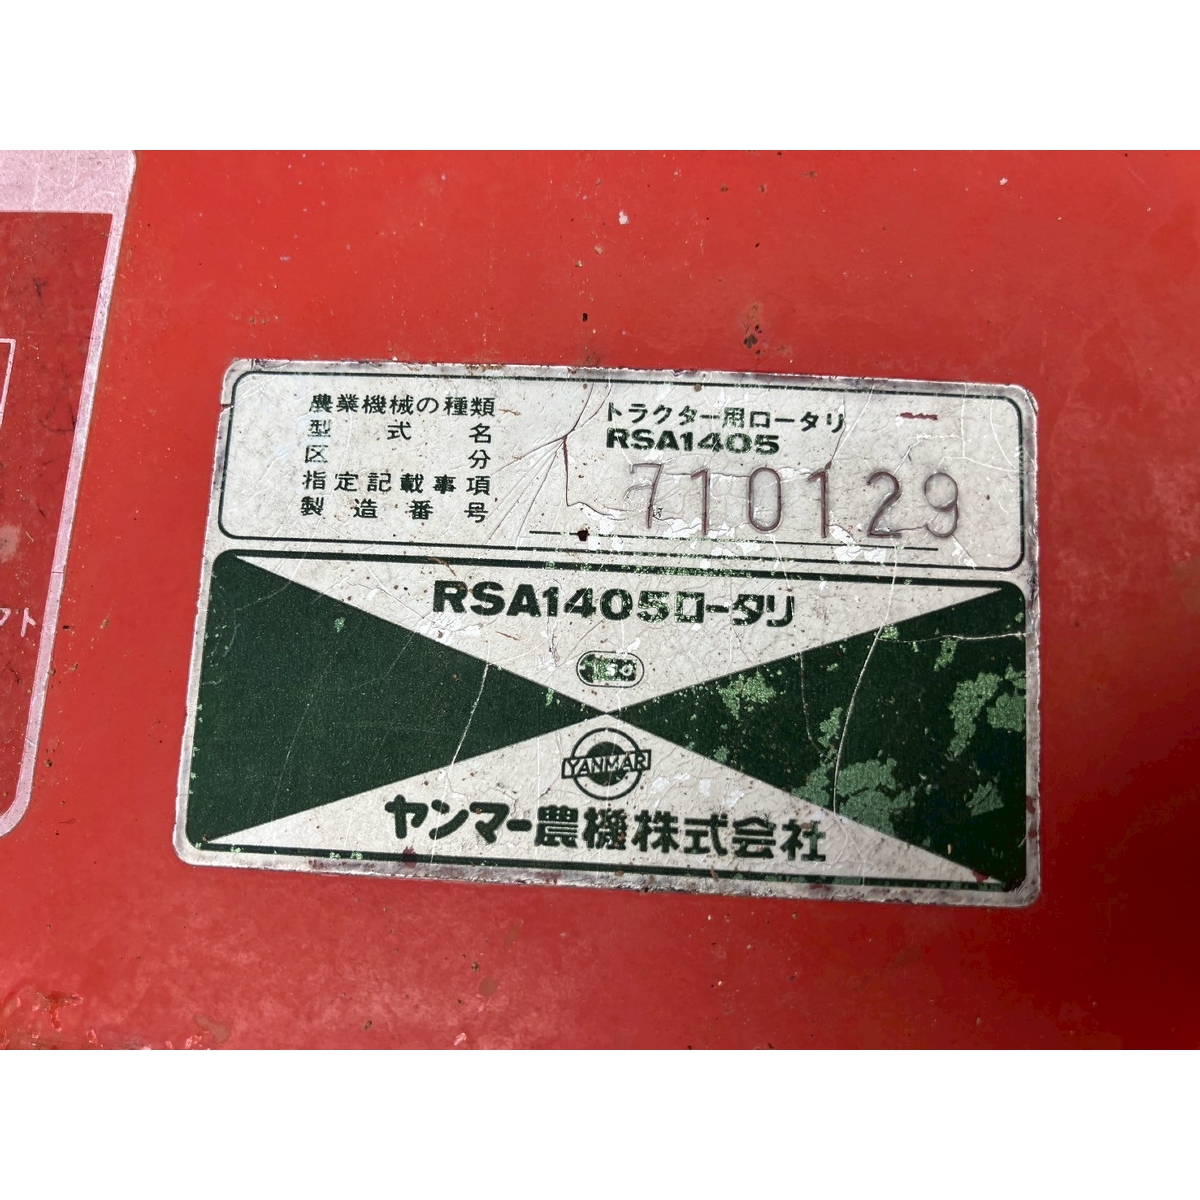 農業機械の種類 トラクター用ロータリ
型式名 RSA1405
区分
指定記載事項
製造番号 710129
RSA1405ロータリ
YANMAR
ヤンマー農機株式会社